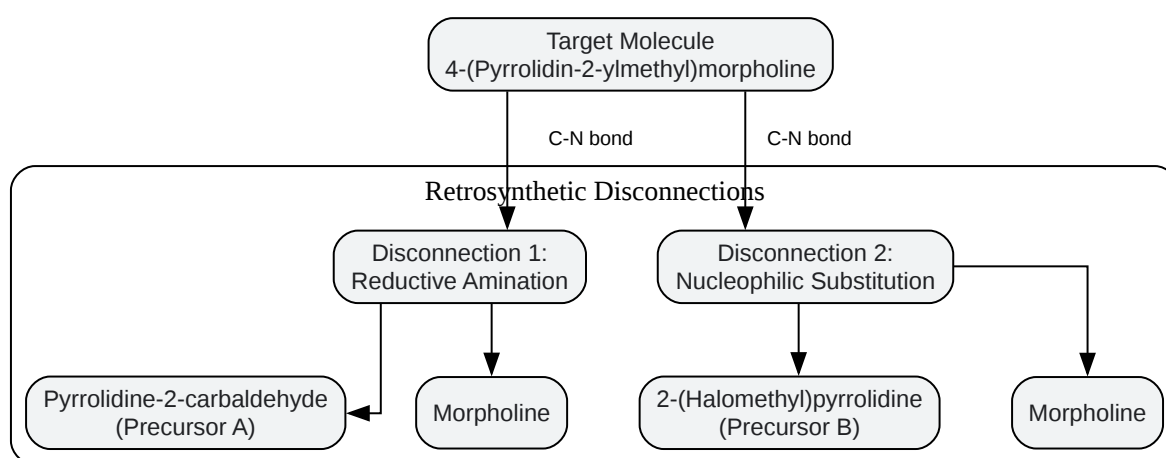 Target Molecule
4-(Pyrrolidin-2-ylmethyl)morpholine
C-N bond
C-N bond
Retrosynthetic Disconnections
Disconnection 1:
Reductive Amination
Disconnection 2:
Nucleophilic Substitution
Pyrrolidine-2-carbaldehyde
(Precursor A)
Morpholine
2-(Halomethyl)pyrrolidine
(Precursor B)
Morpholine